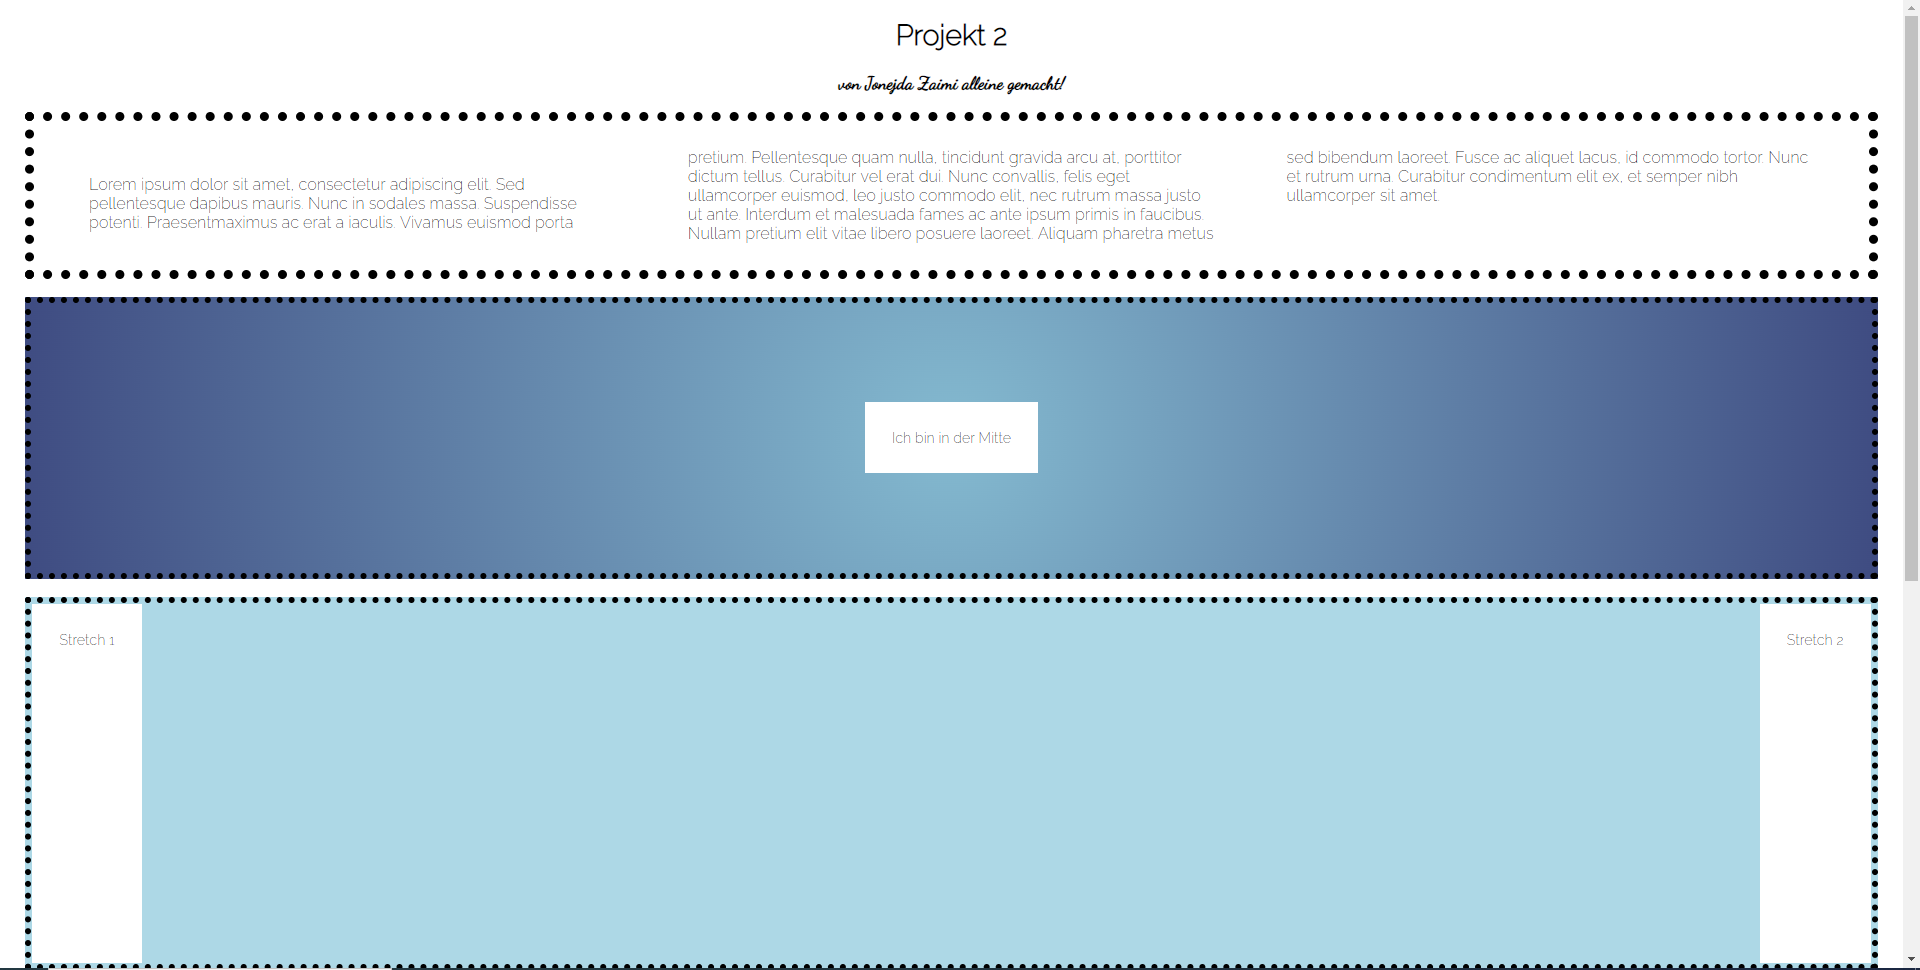 Projekt 2
von Jonejda Zaimi alleine gemacht!
Lorem ipsum dolor sit amet, consectetur adipiscing elit. Sed
pellentesque dapibus mauris. Nunc in sodales massa. Suspendisse
potenti. Praesentmaximus ac erat a iaculis. Vivamus euismod porta
pretium. Pellentesque quam nulla, tincidunt gravida arcu at, porttitor
dictum tellus. Curabitur vel erat dui. Nunc convallis, felis eget
ullamcorper euismod, leo justo commodo elit, nec rutrum massa justo
ut ante. Interdum et malesuada fames ac ante ipsum primis in faucibus.
Nullam pretium elit vitae libero posuere laoreet. Aliquam pharetra metus
sed bibendum laoreet. Fusce ac aliquet lacus, id commodo tortor. Nunc
et rutrum urna. Curabitur condimentum elit ex, et semper nibh
ullamcorper sit amet.
Ich bin in der Mitte
Stretch 1
Stretch 2